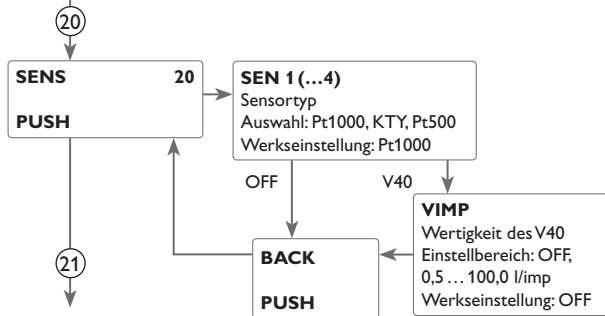 20
SENS 20
PUSH
SEN 1 (…4)
Sensortyp
Auswahl: Pt1000, KTY, Pt500
Werkseinstellung: Pt1000
OFF
V40
VIMP
Wertigkeit des V40
Einstellbereich: OFF,
0,5 … 100,0 l/imp
Werkseinstellung: OFF
BACK
PUSH
21